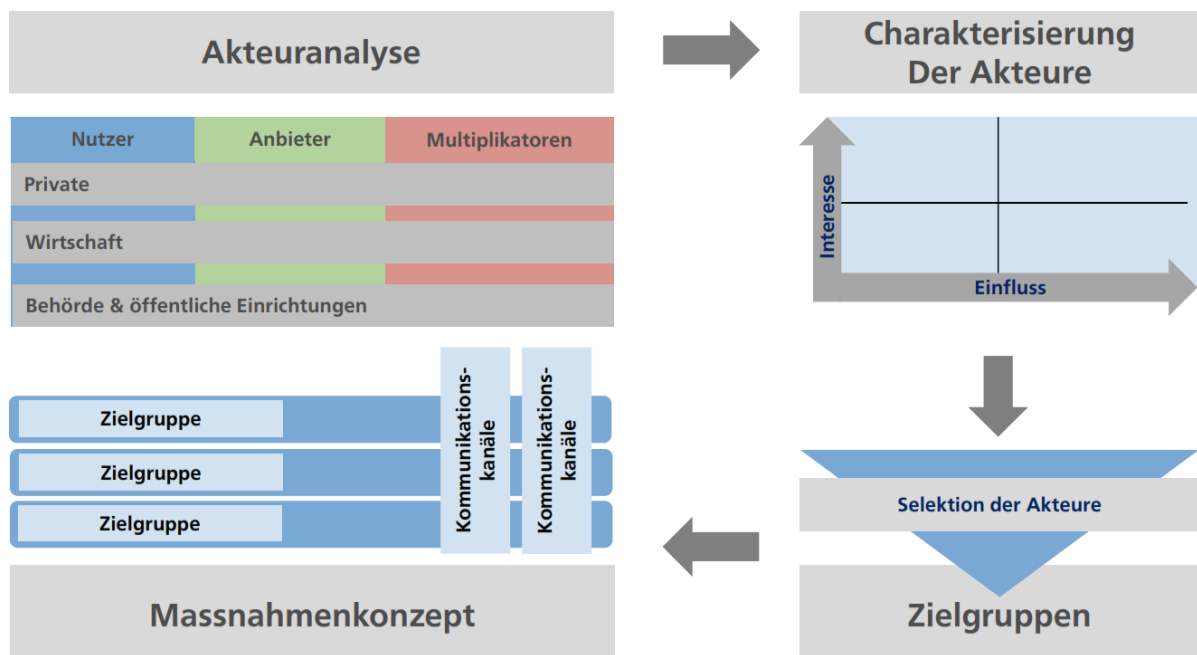 Akteuranalyse
Charakterisierung
Der Akteure
Nutzer
Anbieter
Multiplikatoren
Private
Wirtschaft
Behörde & öffentliche Einrichtungen
Interesse
Einfluss
Selektion der Akteure
Zielgruppen
Zielgruppe
Zielgruppe
Zielgruppe
Kommunikations-
kanäle
Kommunikations-
kanäle
Massnahmenkonzept